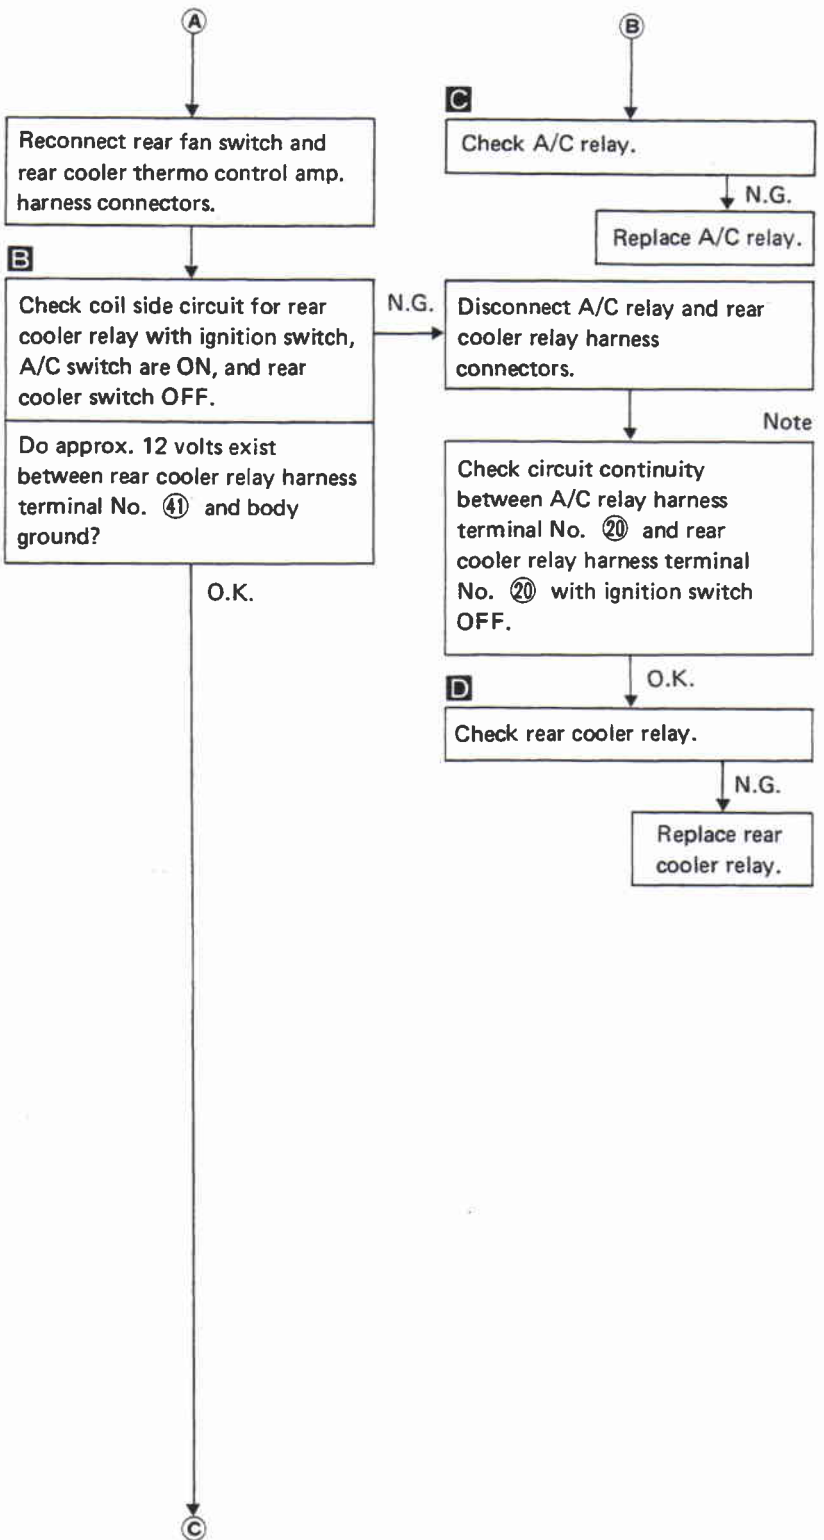 A
Reconnect rear fan switch and
rear cooler thermo control amp.
harness connectors.
B
Check coil side circuit for rear
cooler relay with ignition switch,
A/C switch are ON, and rear
cooler switch OFF.
Do approx. 12 volts exist
between rear cooler relay harness
terminal No. ㊶ and body
ground?
N.G.
O.K.
C
B
C
Check A/C relay.
N.G.
Replace A/C relay.
Disconnect A/C relay and rear
cooler relay harness
connectors.
Note
Check circuit continuity
between A/C relay harness
terminal No. ⑳ and rear
cooler relay harness terminal
No. ⑳ with ignition switch
OFF.
O.K.
D
Check rear cooler relay.
N.G.
Replace rear
cooler relay.